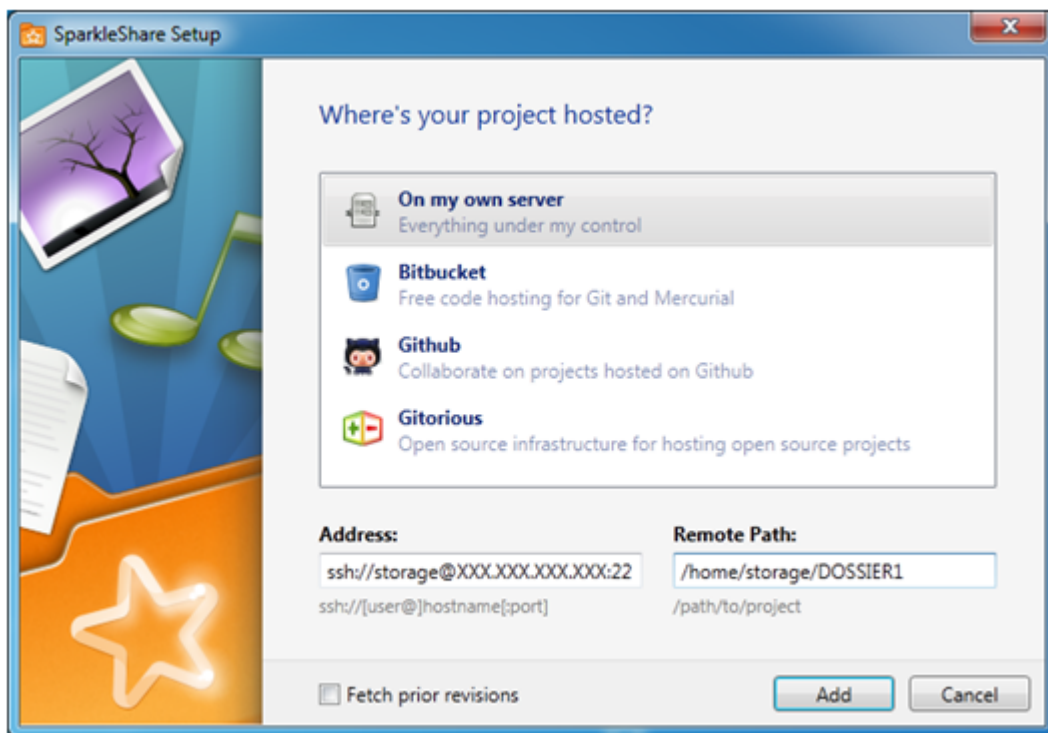 SparkleShare Setup
Where's your project hosted?
On my own server
Everything under my control
Bitbucket
Free code hosting for Git and Mercurial
Github
Collaborate on projects hosted on Github
Gitorious
Open source infrastructure for hosting open source projects
Address: Remote Path:
ssh://storage@XXX.XXX.XXX.XXX:22 /home/storage/DOSSIER1
ssh://[user@]hostname[:port] /path/to/project
Fetch prior revisions Add Cancel